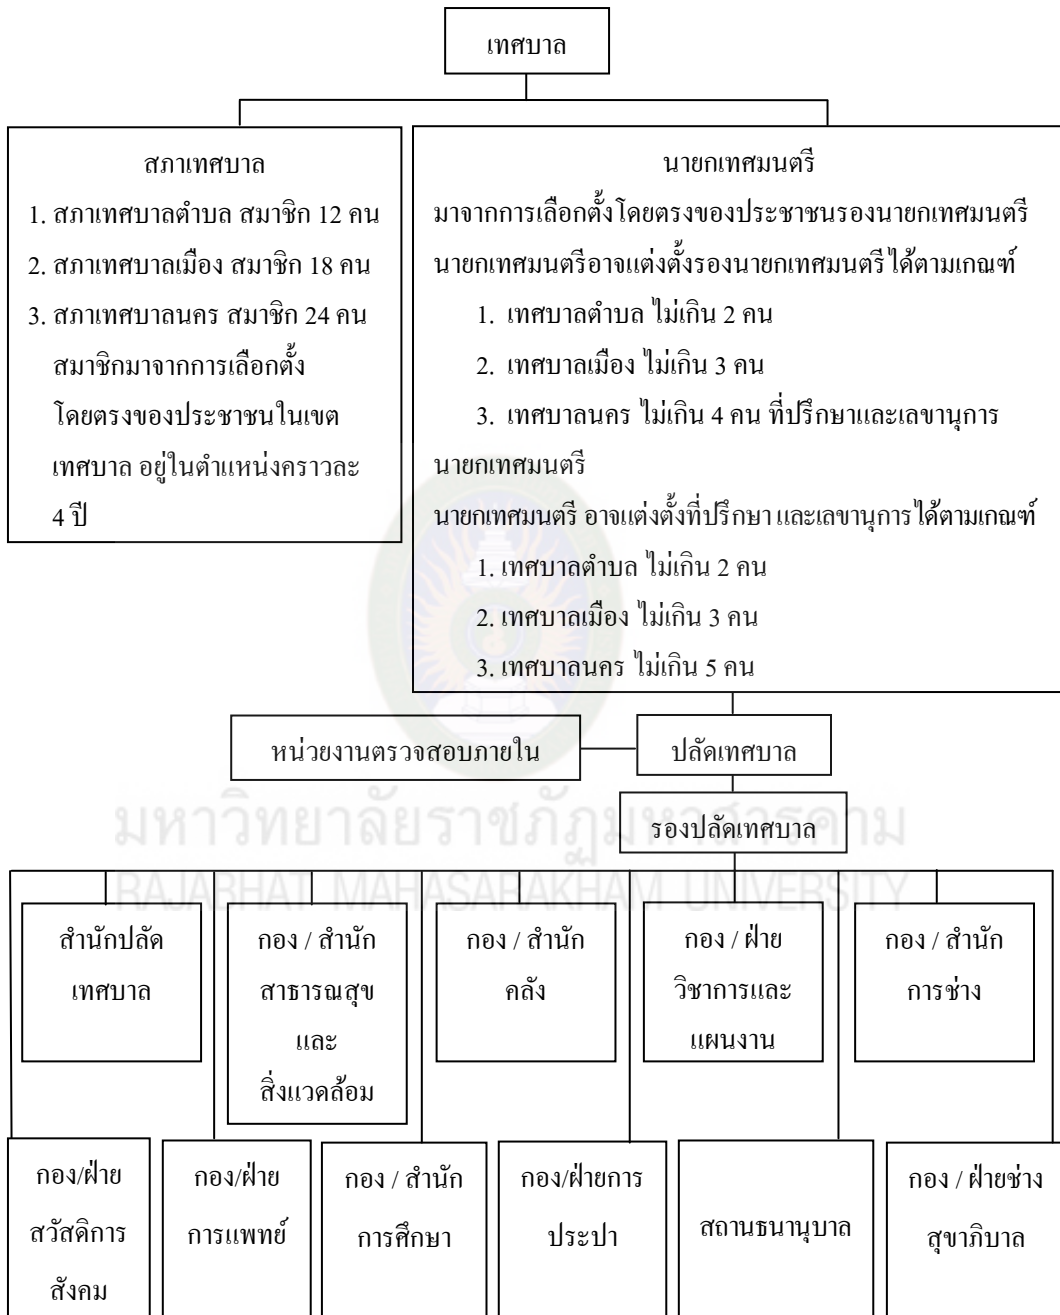 เทศบาล
สภาเทศบาล
1. สภาเทศบาลตำบล สมาชิก 12 คน
2. สภาเทศบาลเมือง สมาชิก 18 คน
3. สภาเทศบาลนคร สมาชิก 24 คน
สมาชิกมาจากการเลือกตั้ง
โดยตรงของประชาชนในเขต
เทศบาล อยู่ในตำแหน่งคราวละ
4 ปี
นายกเทศมนตรี
มาจากการเลือกตั้งโดยตรงของประชาชนรองนายกเทศมนตรี
นายกเทศมนตรีอาจแต่งตั้งรองนายกเทศมนตรีได้ตามเกณฑ์
1. เทศบาลตำบล ไม่เกิน 2 คน
2. เทศบาลเมือง ไม่เกิน 3 คน
3. เทศบาลนคร ไม่เกิน 4 คน ที่ปรึกษาและเลขานุการ
นายกเทศมนตรี
นายกเทศมนตรี อาจแต่งตั้งที่ปรึกษา และเลขานุการ ได้ตามเกณฑ์
1. เทศบาลตำบล ไม่เกิน 2 คน
2. เทศบาลเมือง ไม่เกิน 3 คน
3. เทศบาลนคร ไม่เกิน 5 คน
หน่วยงานตรวจสอบภายใน
ปลัดเทศบาล
รองปลัดเทศบาล
มหาวิทยาลัยราชภัฏมหาสารคาม
RAJABHAT MAHASARAKHAM UNIVERSITY
สำนักปลัด
เทศบาล
กอง / สำนัก
สาธารณสุข
และ
สิ่งแวดล้อม
กอง / สำนัก
คลัง
กอง / ฝ่าย
วิชาการและ
แผนงาน
กอง / สำนัก
การช่าง
กอง/ฝ่าย
สวัสดิการ
สังคม
กอง/ฝ่าย
การแพทย์
กอง / สำนัก
การศึกษา
กอง/ฝ่ายการ
ประปา
สถานธนานุบาล
กอง / ฝ่ายช่าง
สุขาภิบาล